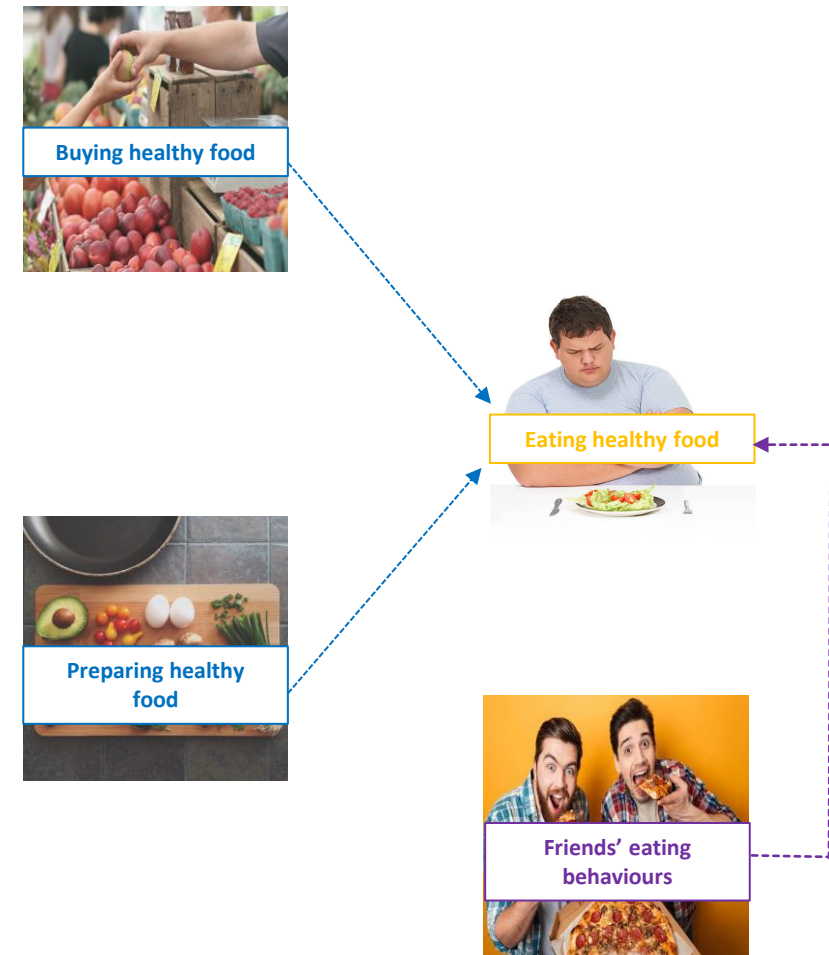 Buying healthy food
Eating healthy food
Preparing healthy
food
Friends’ eating
behaviours